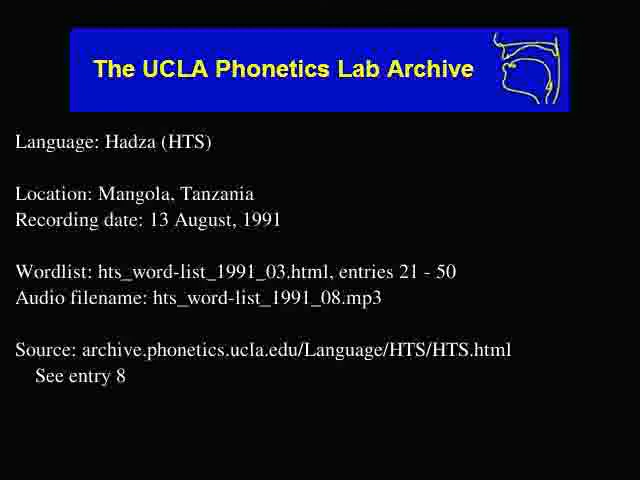 The UCLA Phonetics Lab Archive
Language: Hadza (HTS)
Location: Mangola, Tanzania
Recording date: 13 August, 1991
Wordlist: hts_word-list_1991_03.html, entries 21 - 50
Audio filename: hts_word-list_1991_08.mp3
Source: archive.phonetics.ucla.edu/Language/HTS/HTS.html
See entry 8